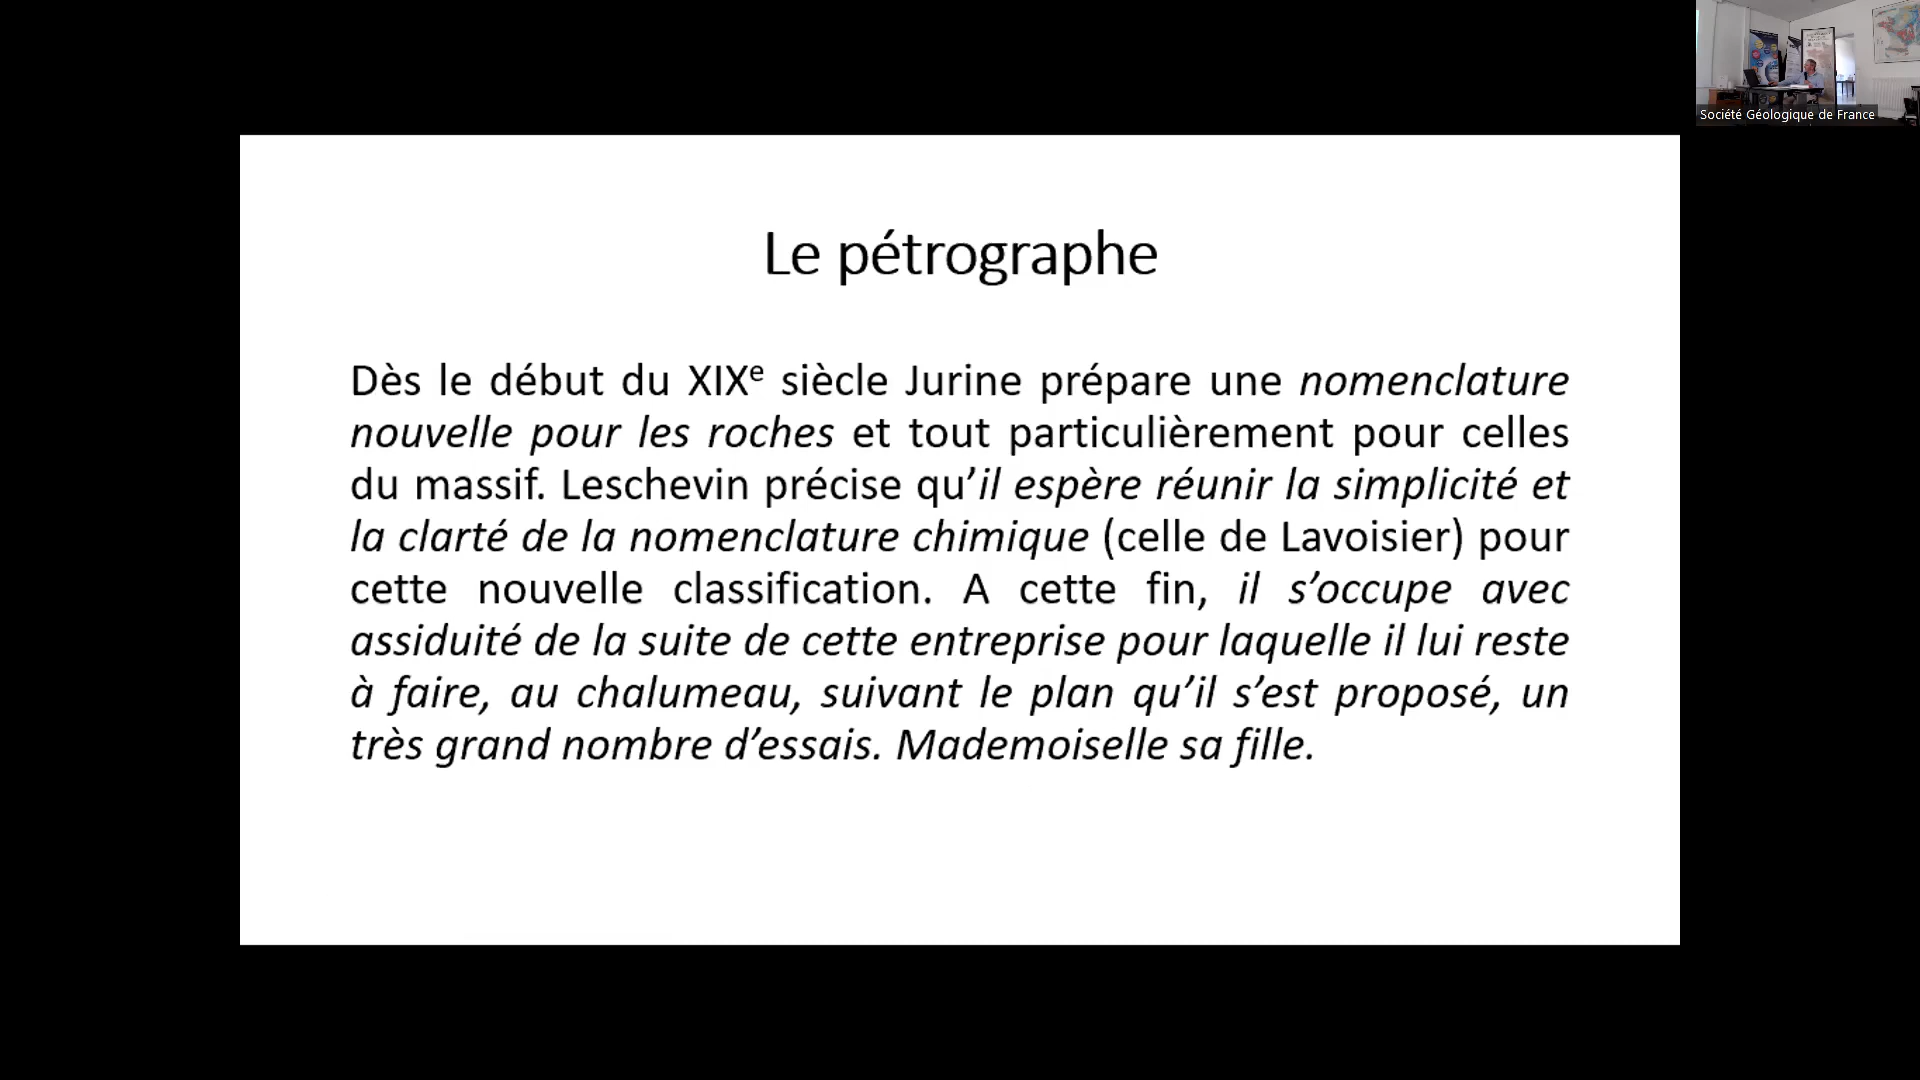 Société Géologique de France
Le pétrographe
Dès le début du XIXe siècle Jurine prépare une nomenclature
nouvelle pour les roches et tout particulièrement pour celles
du massif. Leschevin précise qu’il espère réunir la simplicité et
la clarté de la nomenclature chimique (celle de Lavoisier) pour
cette nouvelle classification. A cette fin, il s’occupe avec
assiduité de la suite de cette entreprise pour laquelle il lui reste
à faire, au chalumeau, suivant le plan qu’il s’est proposé, un
très grand nombre d’essais. Mademoiselle sa fille.